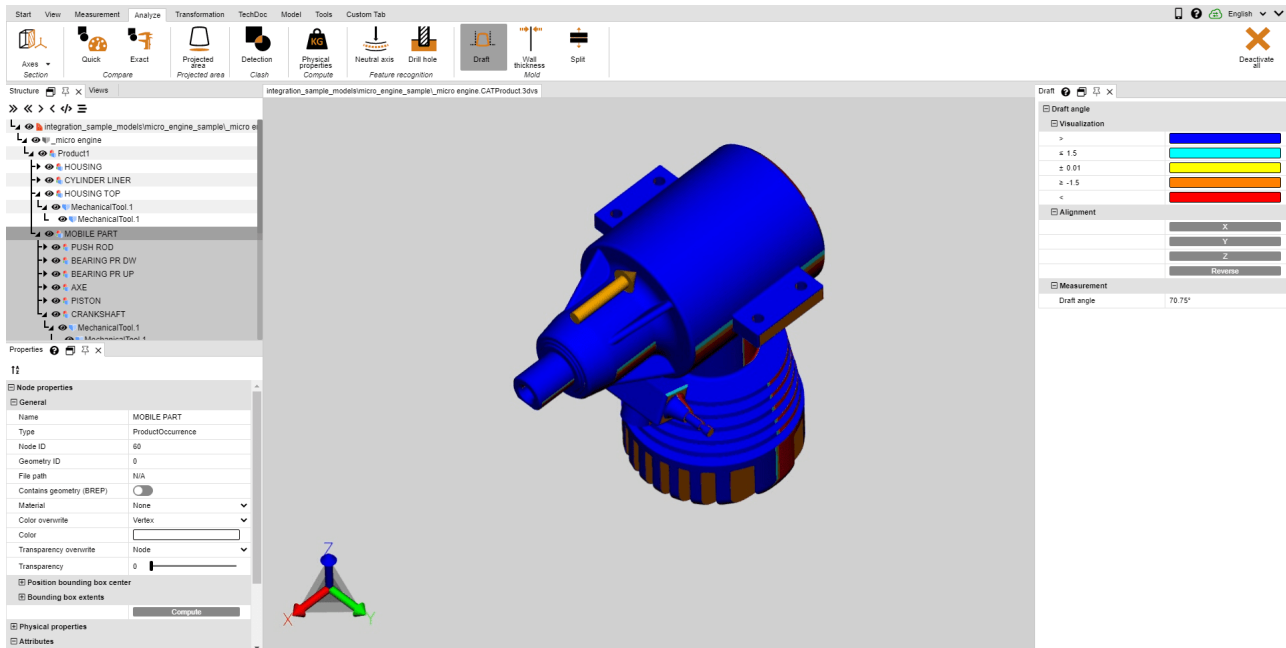 Start View Measurement Analyze Transformation TechDoc Model Tools Custom Tab
English
Axes
Section
Quick
Exact
Compare
Projected area
Projected area
Detection
Clash
KG
Physical properties
Compute
Neutral axis
Drill hole
Feature recognition
Draft
Wall thickness
Split
Mold
Deactivate all
Structure
Views
integration_sample_models\micro_engine_sample\_micro en
_micro engine
Product1
HOUSING
CYLINDER LINER
HOUSING TOP
MechanicalTool.1
MechanicalTool.1
MOBILE PART
PUSH ROD
BEARING PR DW
BEARING PR UP
AXE
PISTON
CRANKSHAFT
MechanicalTool.1
MechanicalTool.1
Properties
Node properties
General
Name MOBILE PART
Type ProductOccurrence
Node ID 60
Geometry ID 0
File path N/A
Contains geometry (BREP)
Material None
Color overwrite Vertex
Color
Transparency overwrite Node
Transparency 0
Position bounding box center
Bounding box extents
Compute
Physical properties
Attributes
integration_sample_models\micro_engine_sample\_micro engine.CATProduct.3dvs
Z
X
Y
Draft
Draft angle
Visualization
>
≤ 1.5
± 0.01
≥ -1.5
<
Alignment
X
Y
Z
Reverse
Measurement
Draft angle 70.75°